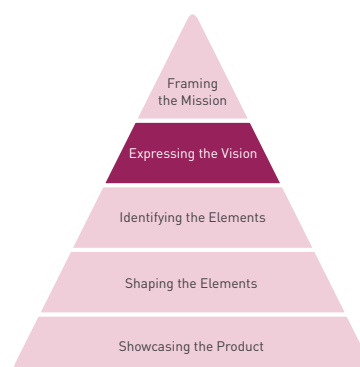 Framing
the Mission
Expressing the Vision
Identifying the Elements
Shaping the Elements
Showcasing the Product